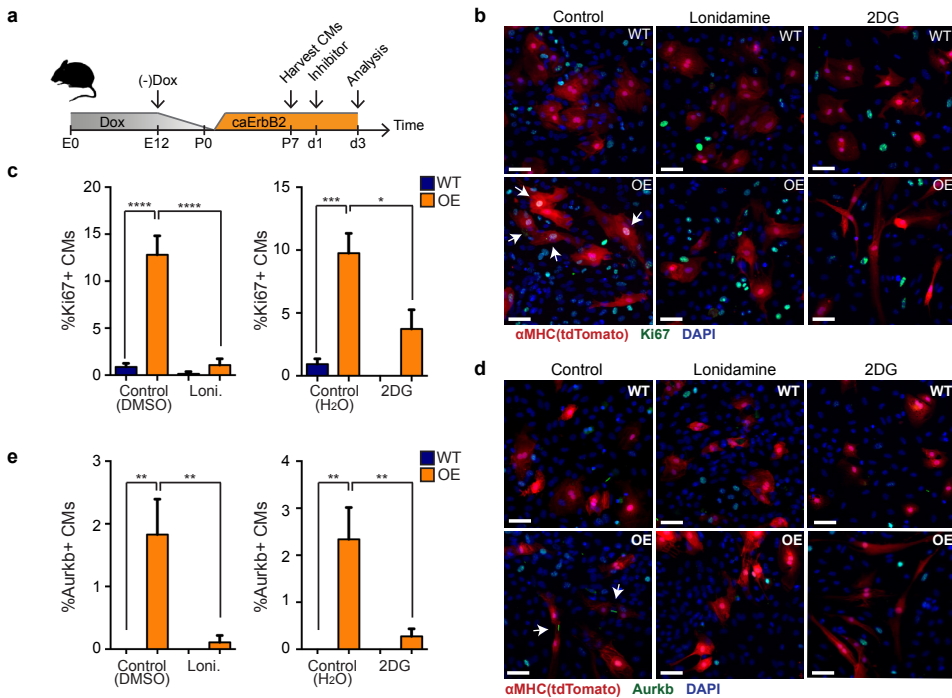 a
Harvest CMs
Inhibitor
Analysis
(-)Dox
Dox
caErbB2
Time
E0
E12
P0
P7
d1
d3
b
Control
Lonidamine
2DG
WT
WT
WT
OE
OE
OE
αMHC(tdTomato) Ki67 DAPI
c
%Ki67+ CMs
20
15
10
5
0
****
****
Control
(DMSO)
Loni.
%Ki67+ CMs
15
10
5
0
***
*
Control
(H₂O)
2DG
WT
OE
d
Control
Lonidamine
2DG
WT
WT
WT
OE
OE
OE
αMHC(tdTomato) Aurkb DAPI
e
%Aurkb+ CMs
3
2
1
0
**
**
Control
(DMSO)
Loni.
%Aurkb+ CMs
4
3
2
1
0
**
**
Control
(H₂O)
2DG
WT
OE